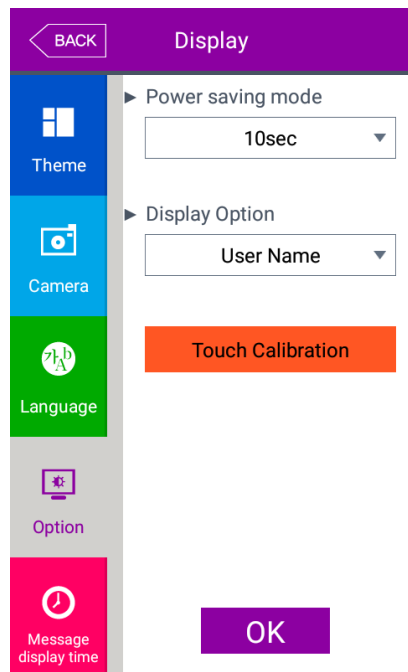 BACK
Display
Theme
Camera
가 b
A
Language
Option
Message
display time
► Power saving mode
10sec
► Display Option
User Name
Touch Calibration
OK